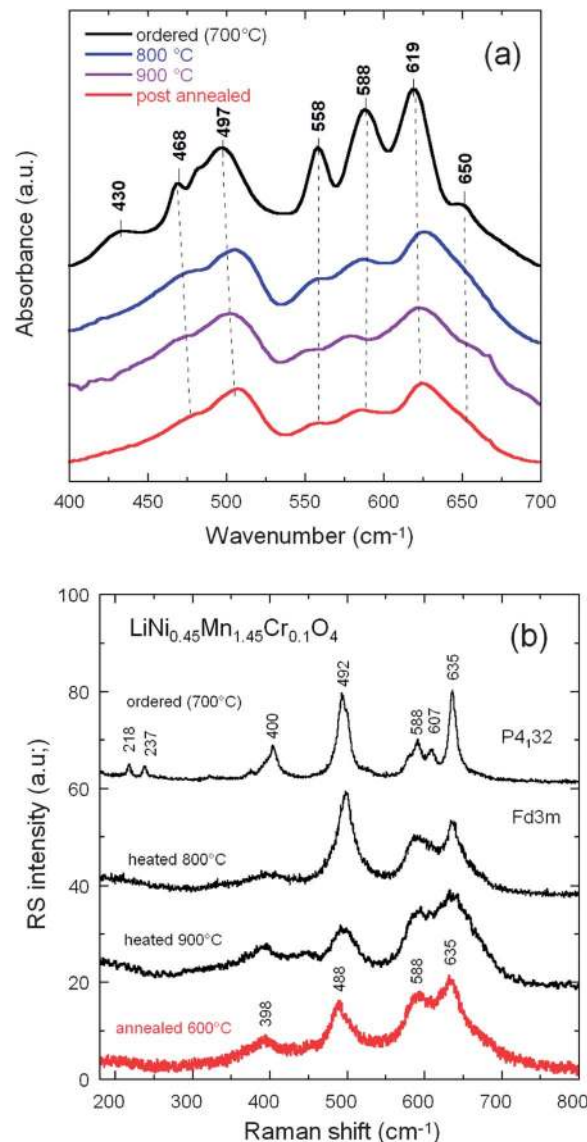 ordered (700°C)
800 °C
900 °C
post annealed
(a)
430
468
497
558
588
619
650
Absorbance (a.u.)
400 450 500 550 600 650 700
Wavenumber (cm-1)
100
80
60
40
20
0
LiNi0.45Mn1.45Cr0.1O4
(b)
ordered (700°C)
218
237
400
492
588
607
635
P4132
Fd3m
heated 800°C
heated 900°C
annealed 600°C
398
488
588
635
RS intensity (a.u;)
200 300 400 500 600 700 800
Raman shift (cm-1)